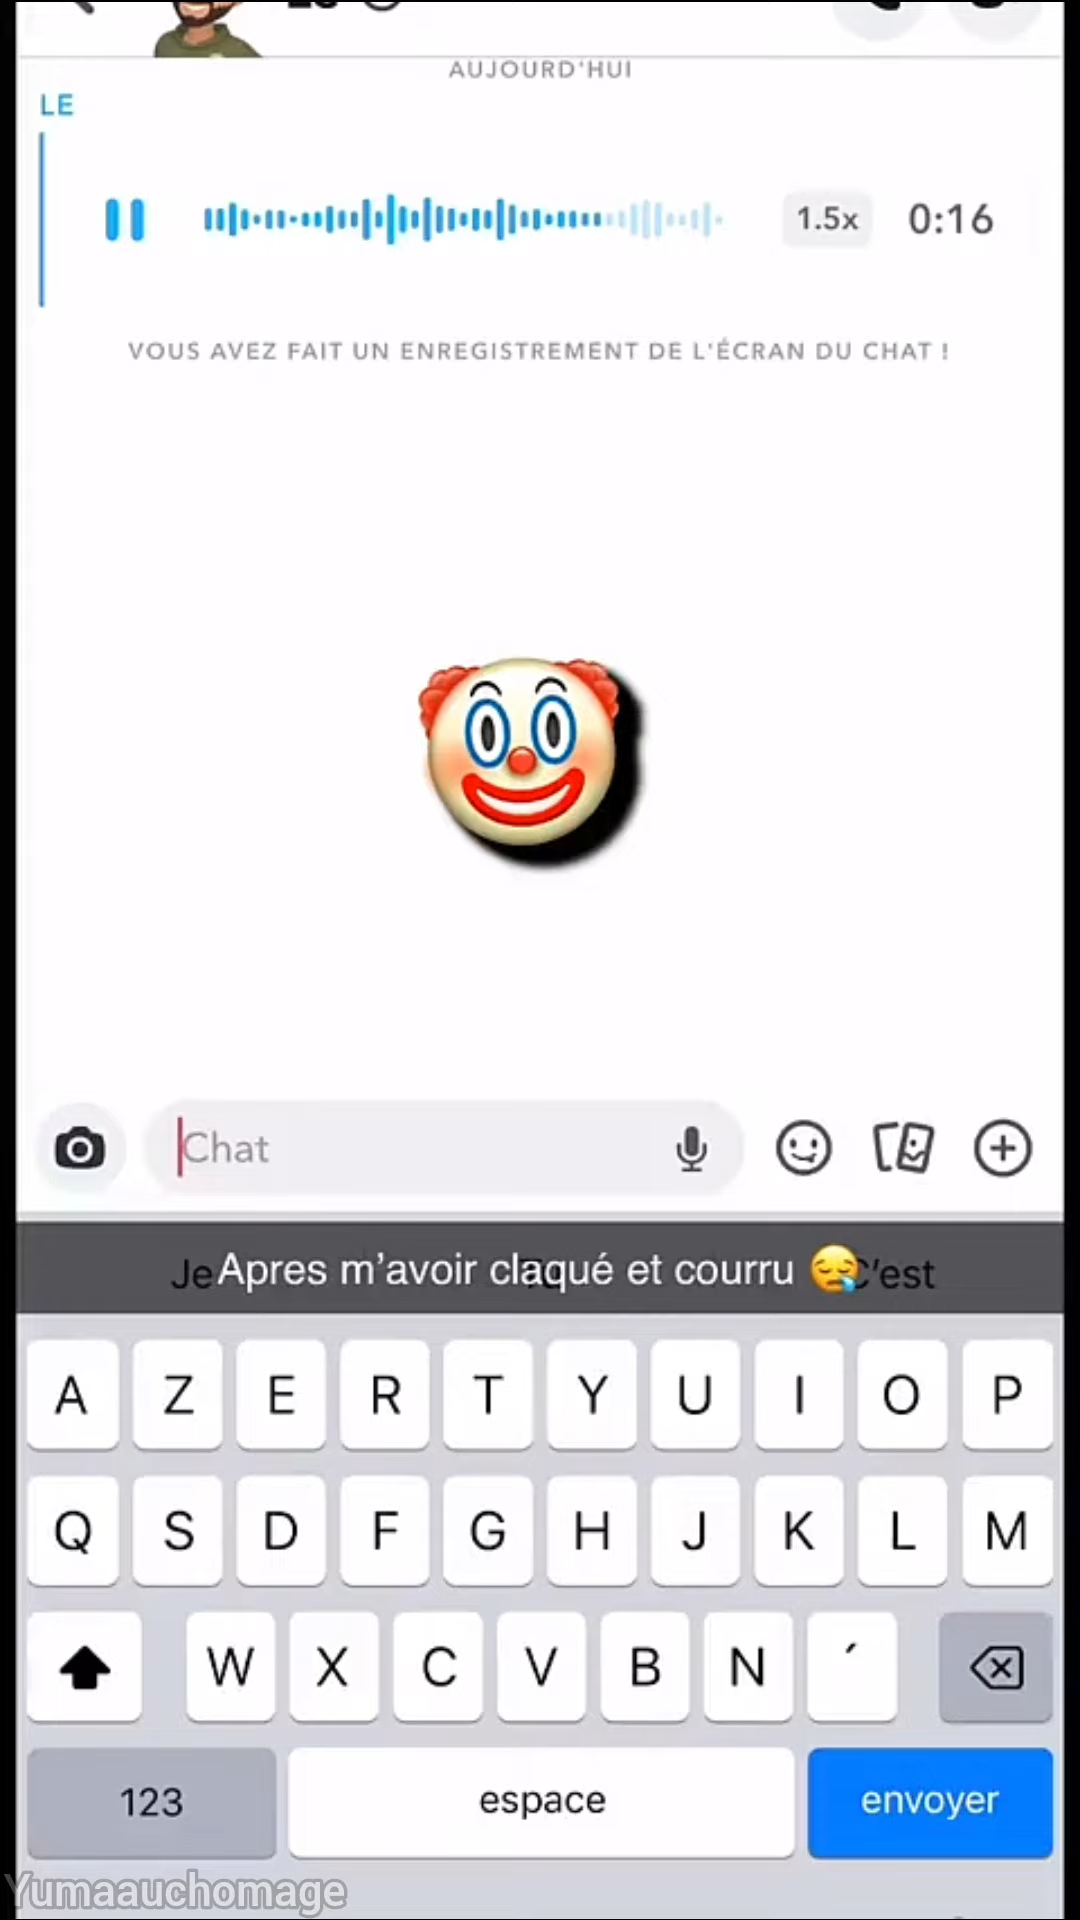 AUJOURD'HUI
LE
1.5x 0:16
VOUS AVEZ FAIT UN ENREGISTREMENT DE L'ÉCRAN DU CHAT !
Chat
Je Apres m'avoir claqué et courru 😪 C'est
A Z E R T Y U I O P
Q S D F G H J K L M
W X C V B N ´
123 espace envoyer
Yumaauchomage